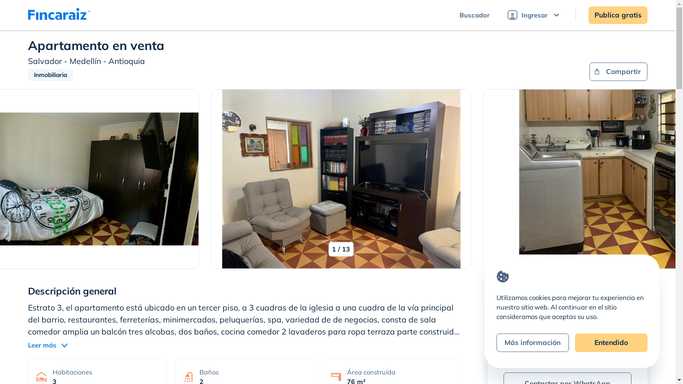 Fincaraiz
Buscador
Ingresar
Publica gratis
Apartamento en venta
Salvador - Medellín - Antioquia
Inmobiliaria
Compartir
1 / 13
Descripción general
Estrato 3, el apartamento está ubicado en un tercer piso, a 3 cuadras de la iglesia a una cuadra de la vía principal
del barrio, restaurantes, ferreterías, minimercados, peluquerías, spa, variedad de negocios, consta de sala
comedor amplia un balcón tres alcobas, dos baños, cocina comedor 2 lavaderos para ropa terraza parte construid...
Leer más
Habitaciones
3
Baños
2
Área construida
76 m²
Utilizamos cookies para mejorar tu experiencia en
nuestro sitio web. Al continuar en el sitio
consideramos que aceptas su uso.
Más información
Entendido
Contactar por WhatsApp